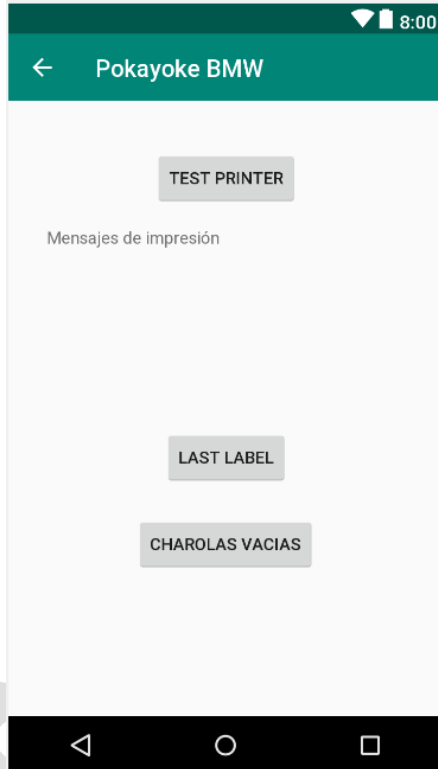 8:00
Pokayoke BMW
TEST PRINTER
Mensajes de impresión
LAST LABEL
CHAROLAS VACIAS